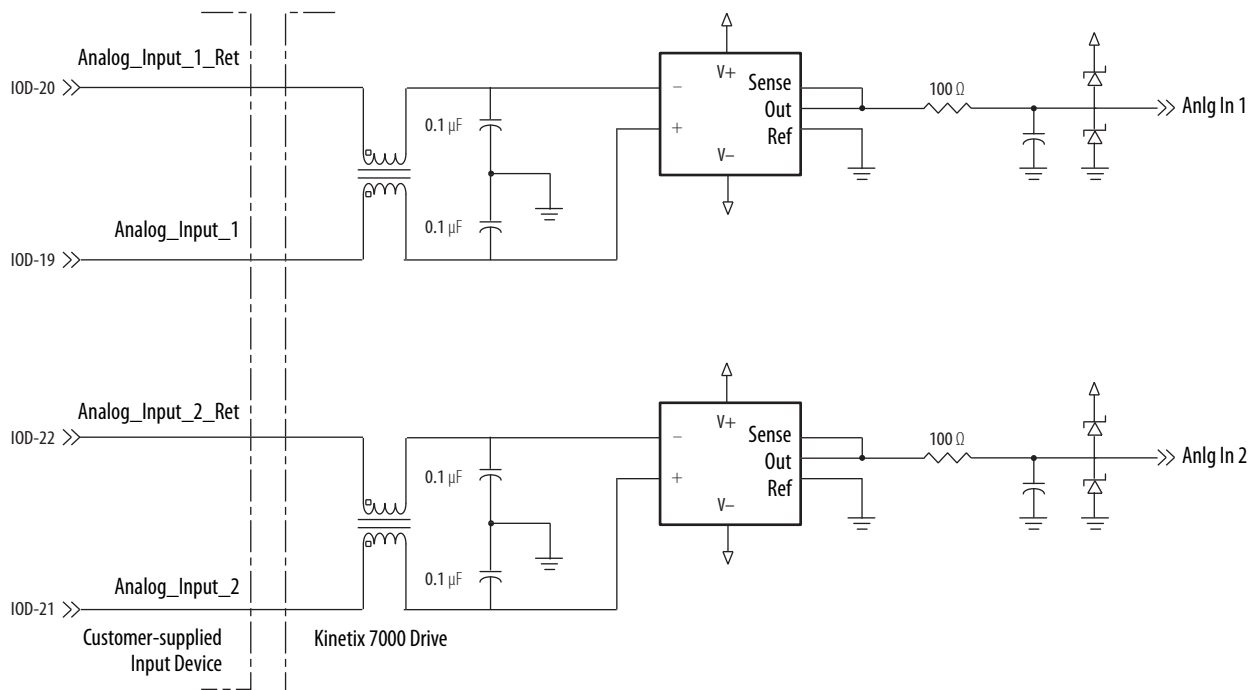 Analog_Input_1_Ret
IOD-20
0.1 µF
0.1 µF
Analog_Input_1
IOD-19
V+
−
+
V−
Sense
Out
Ref
100 Ω
Anlg In 1
Analog_Input_2_Ret
IOD-22
0.1 µF
0.1 µF
Analog_Input_2
IOD-21
V+
−
+
V−
Sense
Out
Ref
100 Ω
Anlg In 2
Customer-supplied
Input Device
Kinetix 7000 Drive